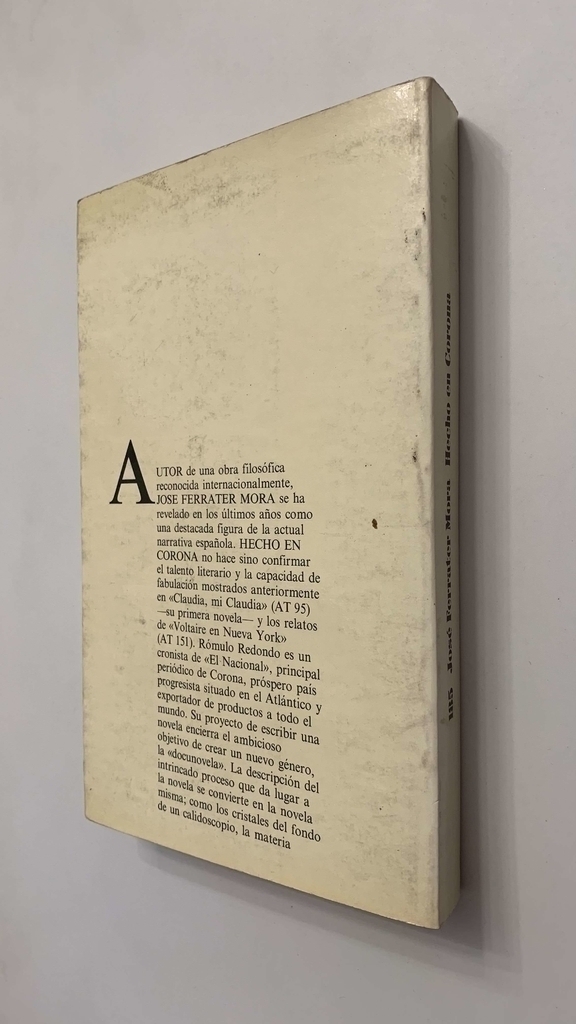 AUTOR de una obra filosófica
reconocida internacionalmente,
JOSE FERRATER MORA se ha
revelado en los últimos años como
una destacada figura de la actual
narrativa española. HECHO EN
CORONA no hace sino confirmar
el talento literario y la capacidad de
fabulación mostrados anteriormente
en «Claudia, mi Claudia» (AT 95)
—su primera novela— y los relatos
de «Voltaire en Nueva York»
(AT 151). Rómulo Redondo es un
cronista de «El Nacional», principal
periódico de Corona, próspero país
progresista situado en el Atlántico y
exportador de productos a todo el
mundo. Su proyecto de escribir una
novela encierra el ambicioso
objetivo de crear un nuevo género,
la «docunovela». La descripción del
intrincado proceso que da lugar a
la novela se convierte en la novela
misma; como los cristales del fondo
de un calidoscopio, la materia
José Ferrater Mora Hecho en Corona